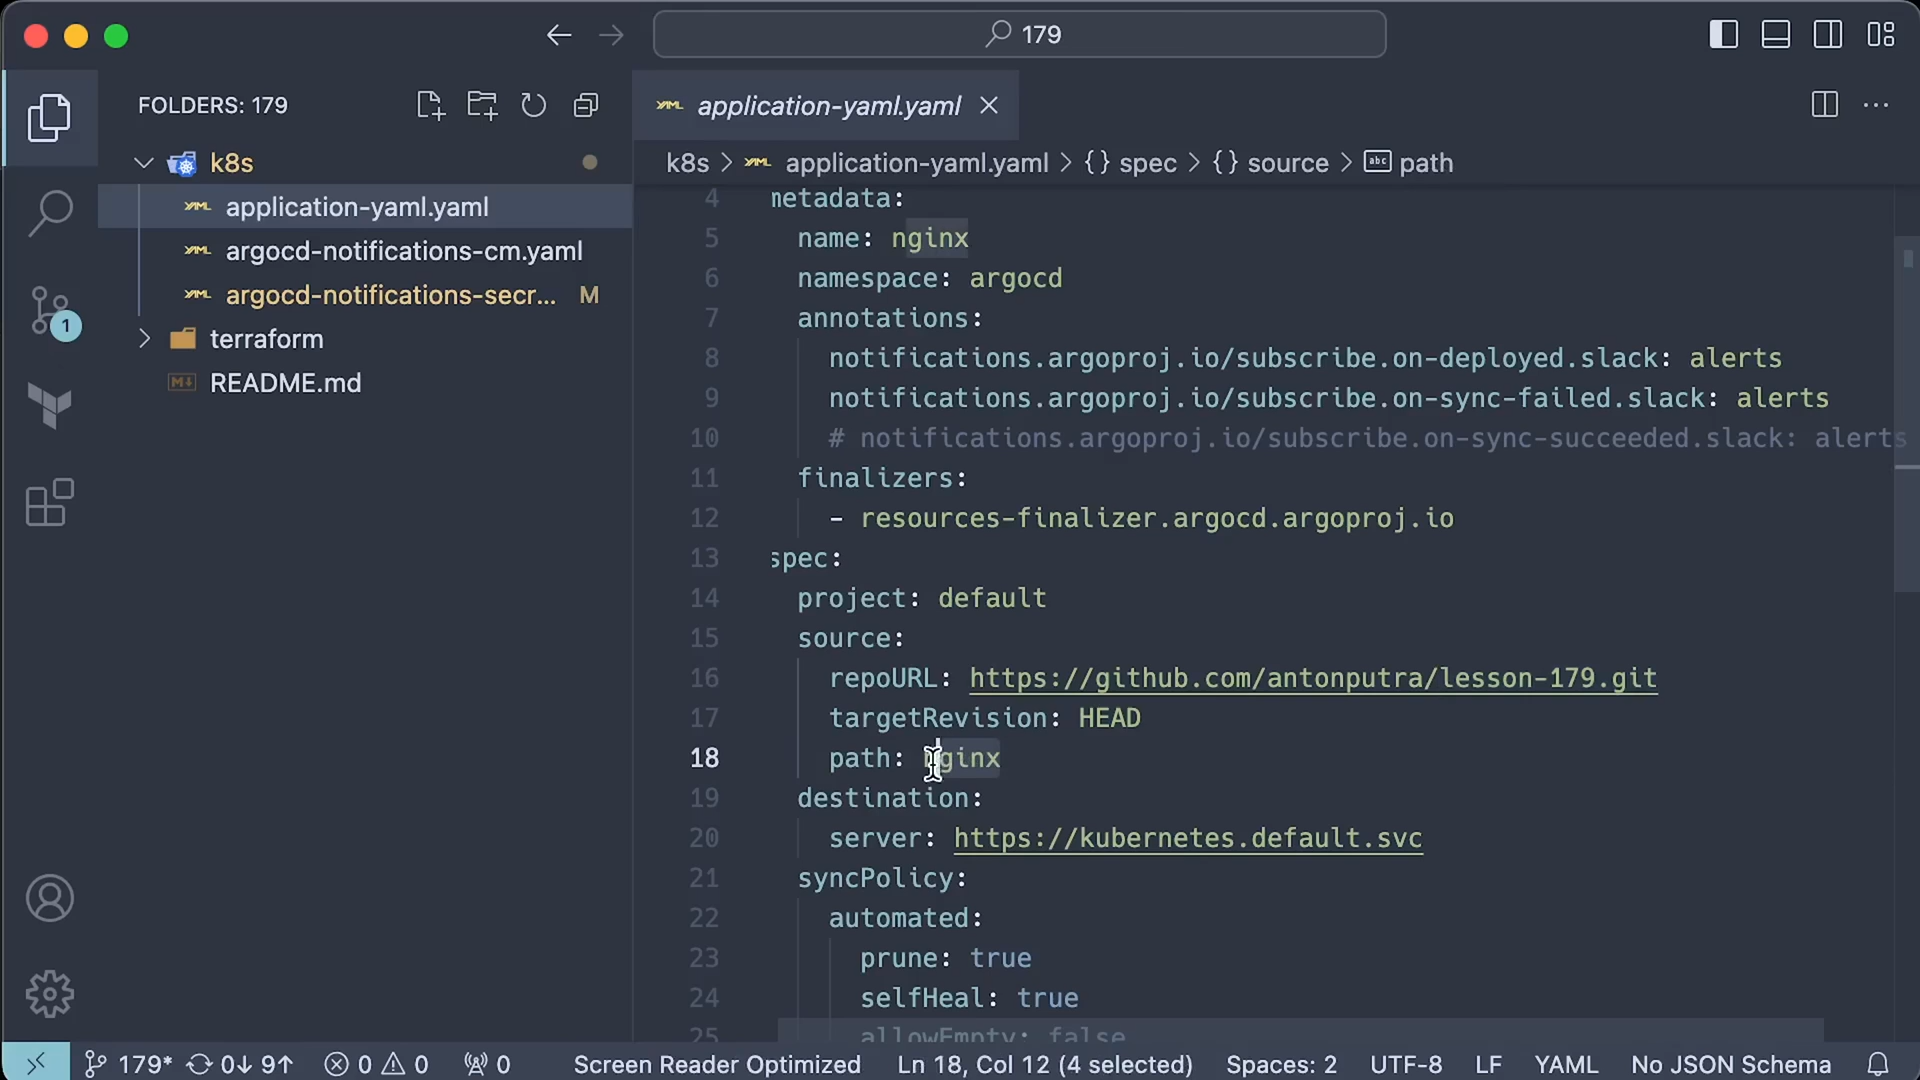 179
FOLDERS: 179
k8s
application-yaml.yaml
argocd-notifications-cm.yaml
argocd-notifications-secr... M
terraform
README.md
1
application-yaml.yaml
k8s > application-yaml.yaml > {} spec > {} source > abc path
4 metadata:
5 name: nginx
6 namespace: argocd
7 annotations:
8 notifications.argoproj.io/subscribe.on-deployed.slack: alerts
9 notifications.argoproj.io/subscribe.on-sync-failed.slack: alerts
10 # notifications.argoproj.io/subscribe.on-sync-succeeded.slack: alerts
11 finalizers:
12 - resources-finalizer.argocd.argoproj.io
13 spec:
14 project: default
15 source:
16 repoURL: https://github.com/antonputra/lesson-179.git
17 targetRevision: HEAD
18 path: nginx
19 destination:
20 server: https://kubernetes.default.svc
21 syncPolicy:
22 automated:
23 prune: true
24 selfHeal: true
25 allowEmpty: false
179* 0↓ 9↑ 0 0 0 Screen Reader Optimized Ln 18, Col 12 (4 selected) Spaces: 2 UTF-8 LF YAML No JSON Schema